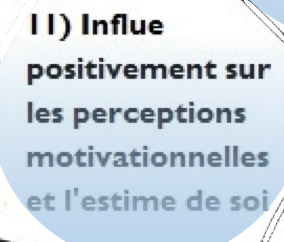 11) Influe
positivement sur
les perceptions
motivationnelles
et l'estime de soi